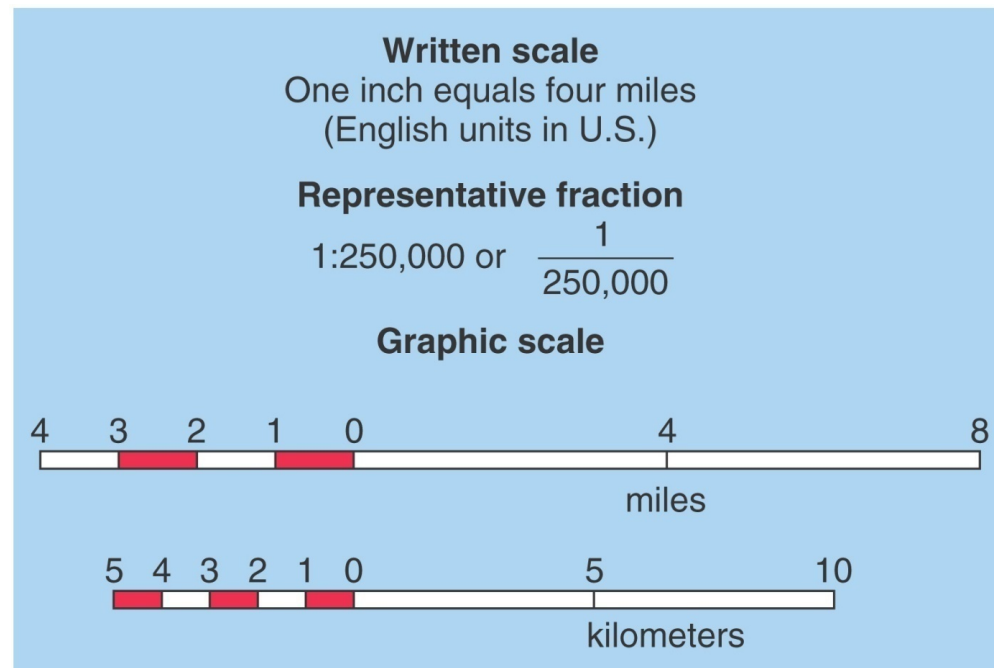 Written scale
One inch equals four miles
(English units in U.S.)
Representative fraction
1:250,000 or 1
250,000
Graphic scale
4 3 2 1 0 4 8
miles
5 4 3 2 1 0 5 10
kilometers